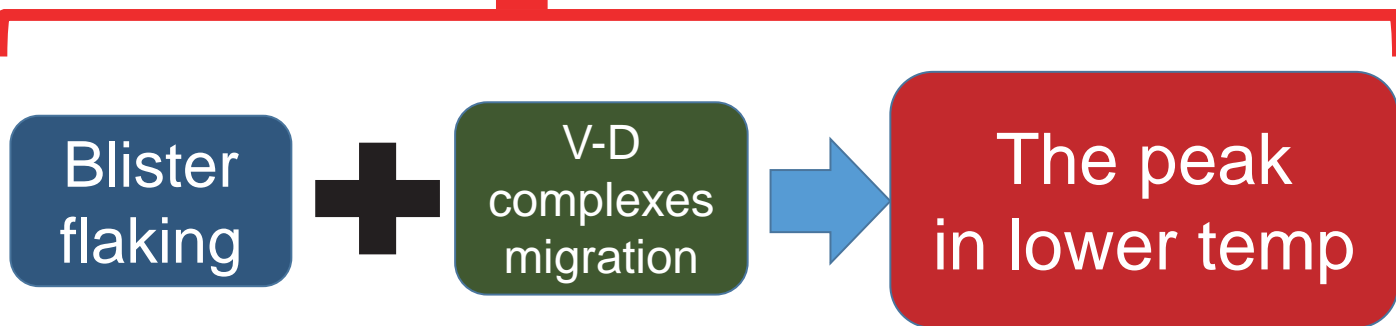 Blister
flaking
V-D
complexes
migration
The peak
in lower temp